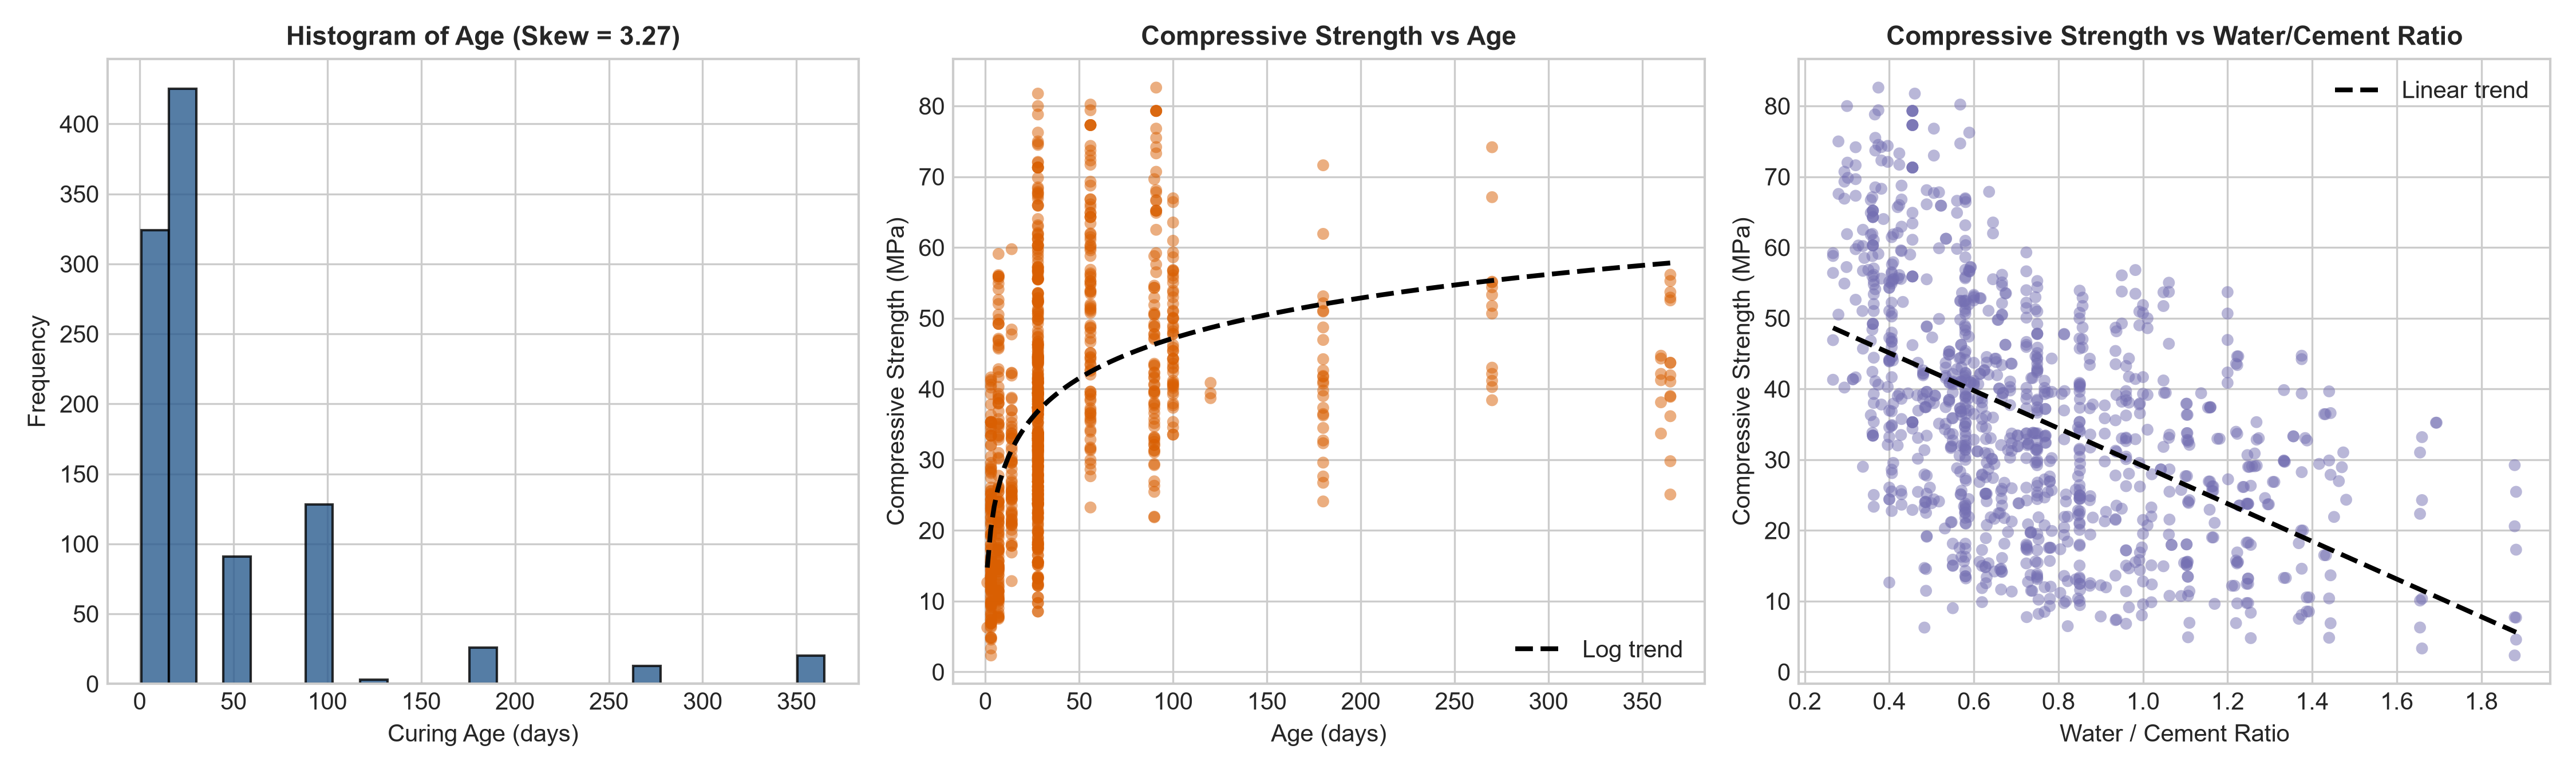 Histogram of Age (Skew = 3.27)
Frequency
400
350
300
250
200
150
100
50
0
0 50 100 150 200 250 300 350
Curing Age (days)
Compressive Strength vs Age
Compressive Strength (MPa)
80
70
60
50
40
30
20
10
0
Log trend
0 50 100 150 200 250 300 350
Age (days)
Compressive Strength vs Water/Cement Ratio
Compressive Strength (MPa)
Linear trend
80
70
60
50
40
30
20
10
0
0.2 0.4 0.6 0.8 1.0 1.2 1.4 1.6 1.8
Water / Cement Ratio